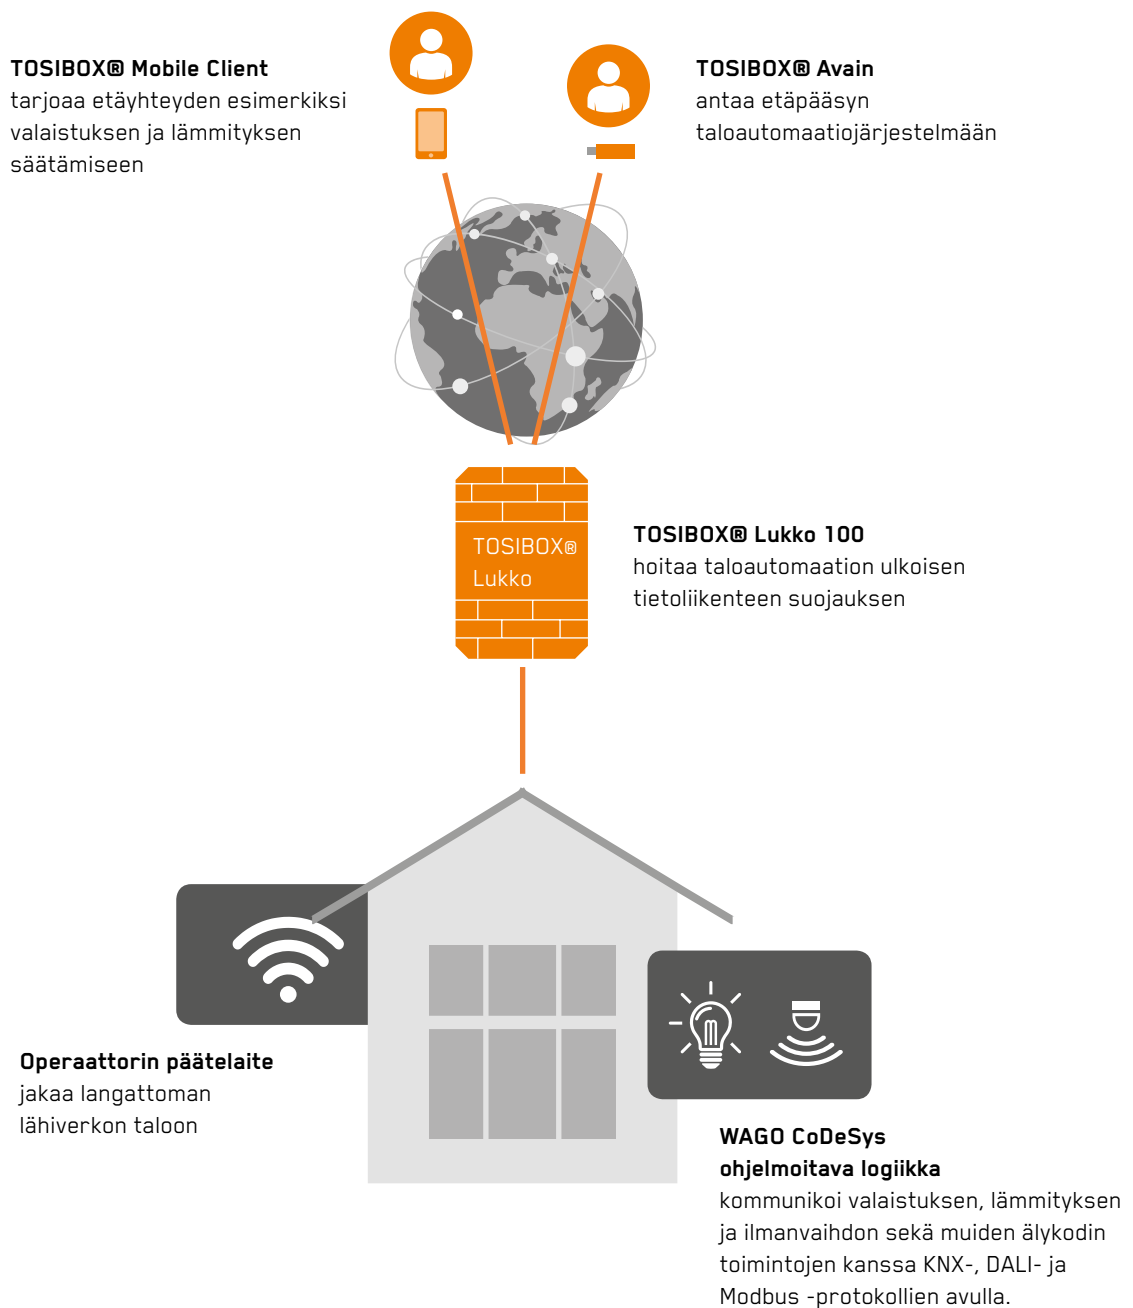 TOSIBOX® Mobile Client
tarjoaa etäyhteyden esimerkiksi
valaistuksen ja lämmityksen
säätämiseen
TOSIBOX® Avain
antaa etäpääsyn
taloautomaatiojärjestelmään
TOSIBOX®
Lukko
TOSIBOX® Lukko 100
hoitaa taloautomaation ulkoisen
tietoliikenteen suojauksen
Operaattorin päätelaite
jakaa langattoman
lähiverkon taloon
WAGO CoDeSys
ohjelmoitava logiikka
kommunikoi valaistuksen, lämmityksen
ja ilmanvaihdon sekä muiden älykodin
toimintojen kanssa KNX-, DALI- ja
Modbus -protokollien avulla.